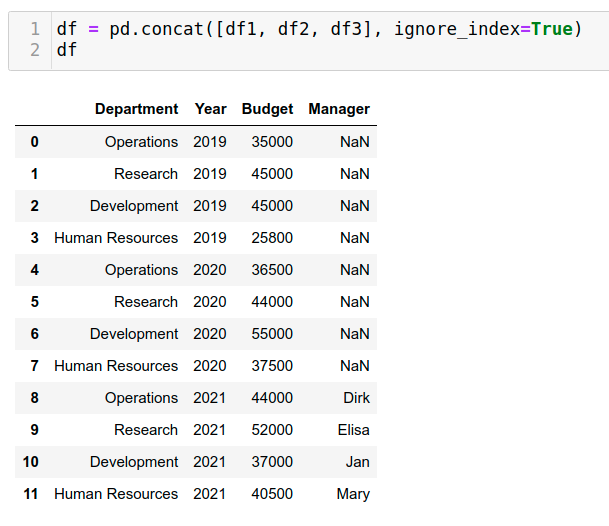 1 df = pd.concat([df1, df2, df3], ignore_index=True)
2 df
Department Year Budget Manager
0 Operations 2019 35000 NaN
1 Research 2019 45000 NaN
2 Development 2019 45000 NaN
3 Human Resources 2019 25800 NaN
4 Operations 2020 36500 NaN
5 Research 2020 44000 NaN
6 Development 2020 55000 NaN
7 Human Resources 2020 37500 NaN
8 Operations 2021 44000 Dirk
9 Research 2021 52000 Elisa
10 Development 2021 37000 Jan
11 Human Resources 2021 40500 Mary